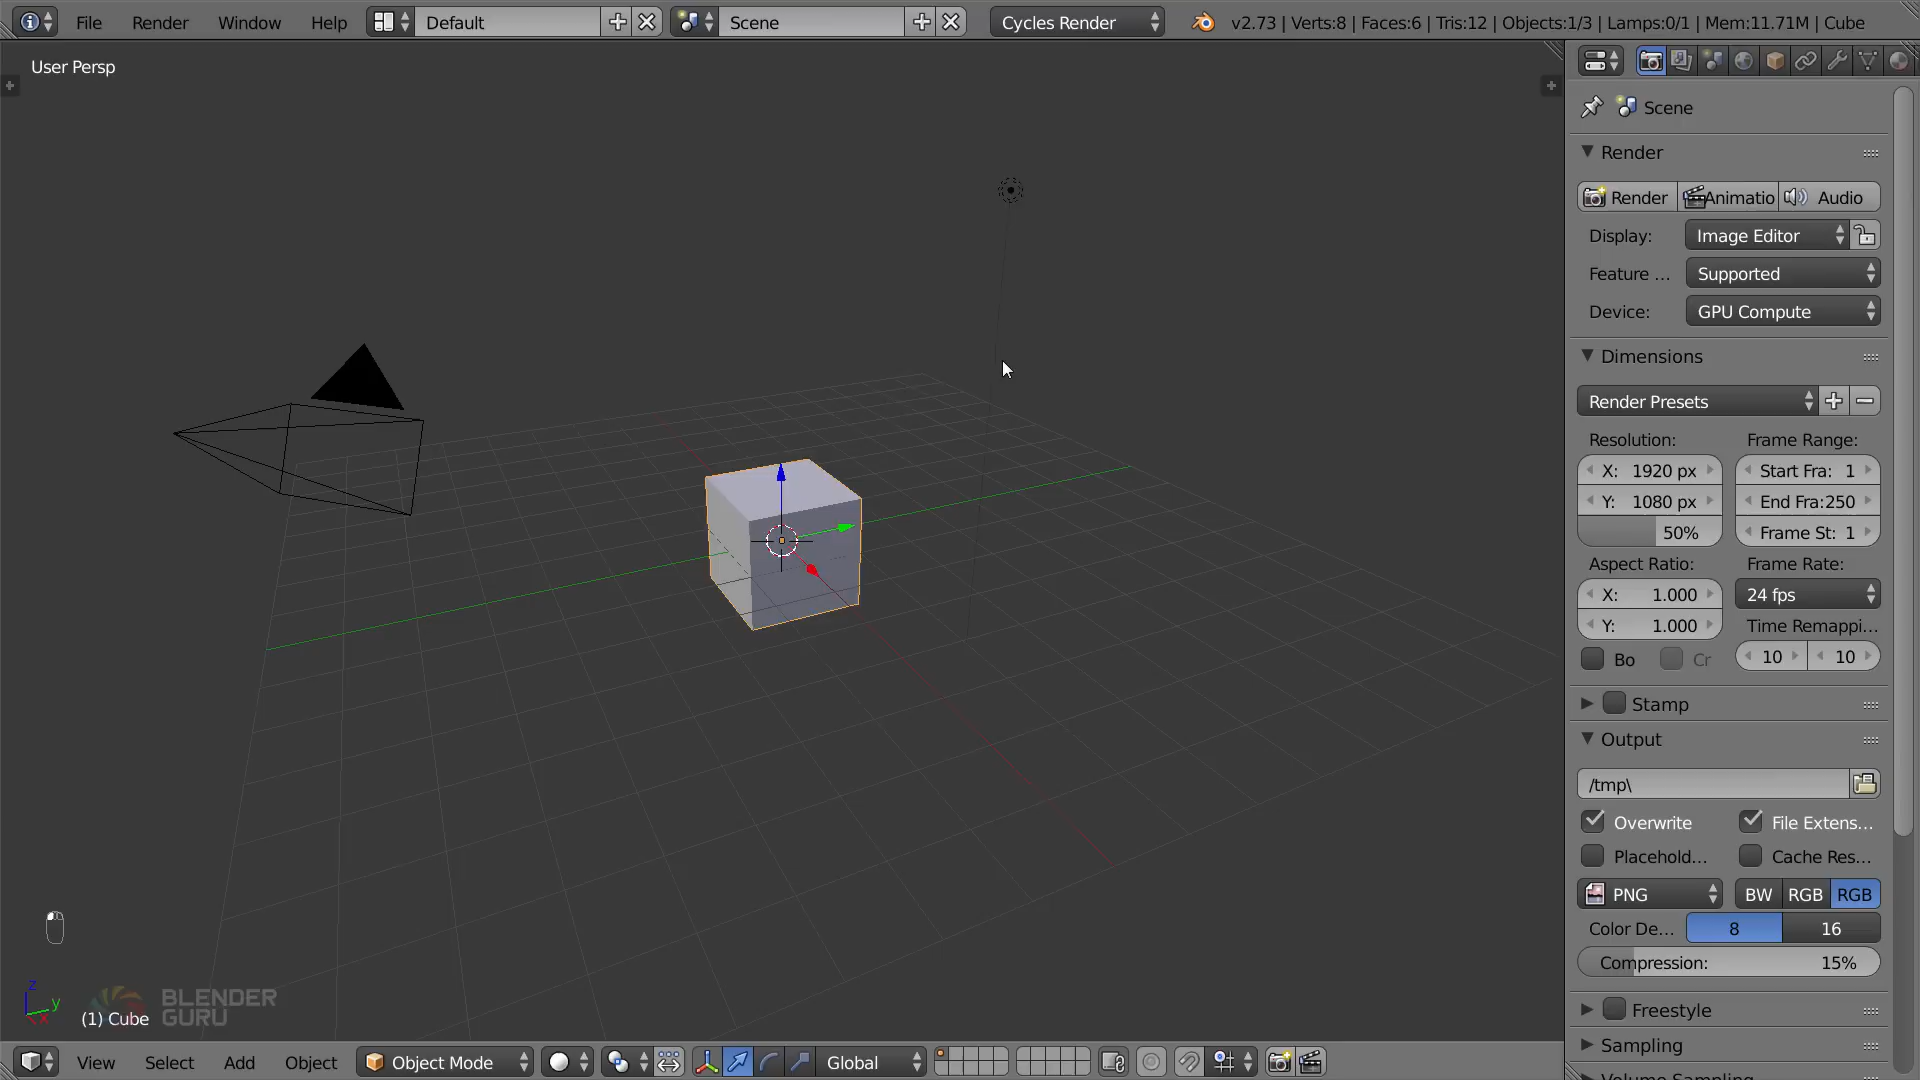 File Render Window Help Default Scene Cycles Render v2.73 | Verts:8 | Faces:6 | Tris:12 | Objects:1/3 | Lamps:0/1 | Mem:11.71M | Cube
User Persp
Scene
Render
Render Animatio Audio
Display: Image Editor
Feature ... Supported
Device: GPU Compute
Dimensions
Render Presets
Resolution: Frame Range:
X: 1920 px Start Fra: 1
Y: 1080 px End Fra:250
50% Frame St: 1
Aspect Ratio: Frame Rate:
X: 1.000 24 fps
Y: 1.000 Time Remappi...
Bo Cr 10 10
Stamp
Output
/tmp\
Overwrite File Extens...
Placehold... Cache Res...
PNG BW RGB RGB
Color De... 8 16
Compression: 15%
Freestyle
Sampling
Volume Sampling
z
y
x
BLENDER
GURU
(1) Cube
View Select Add Object Object Mode Global